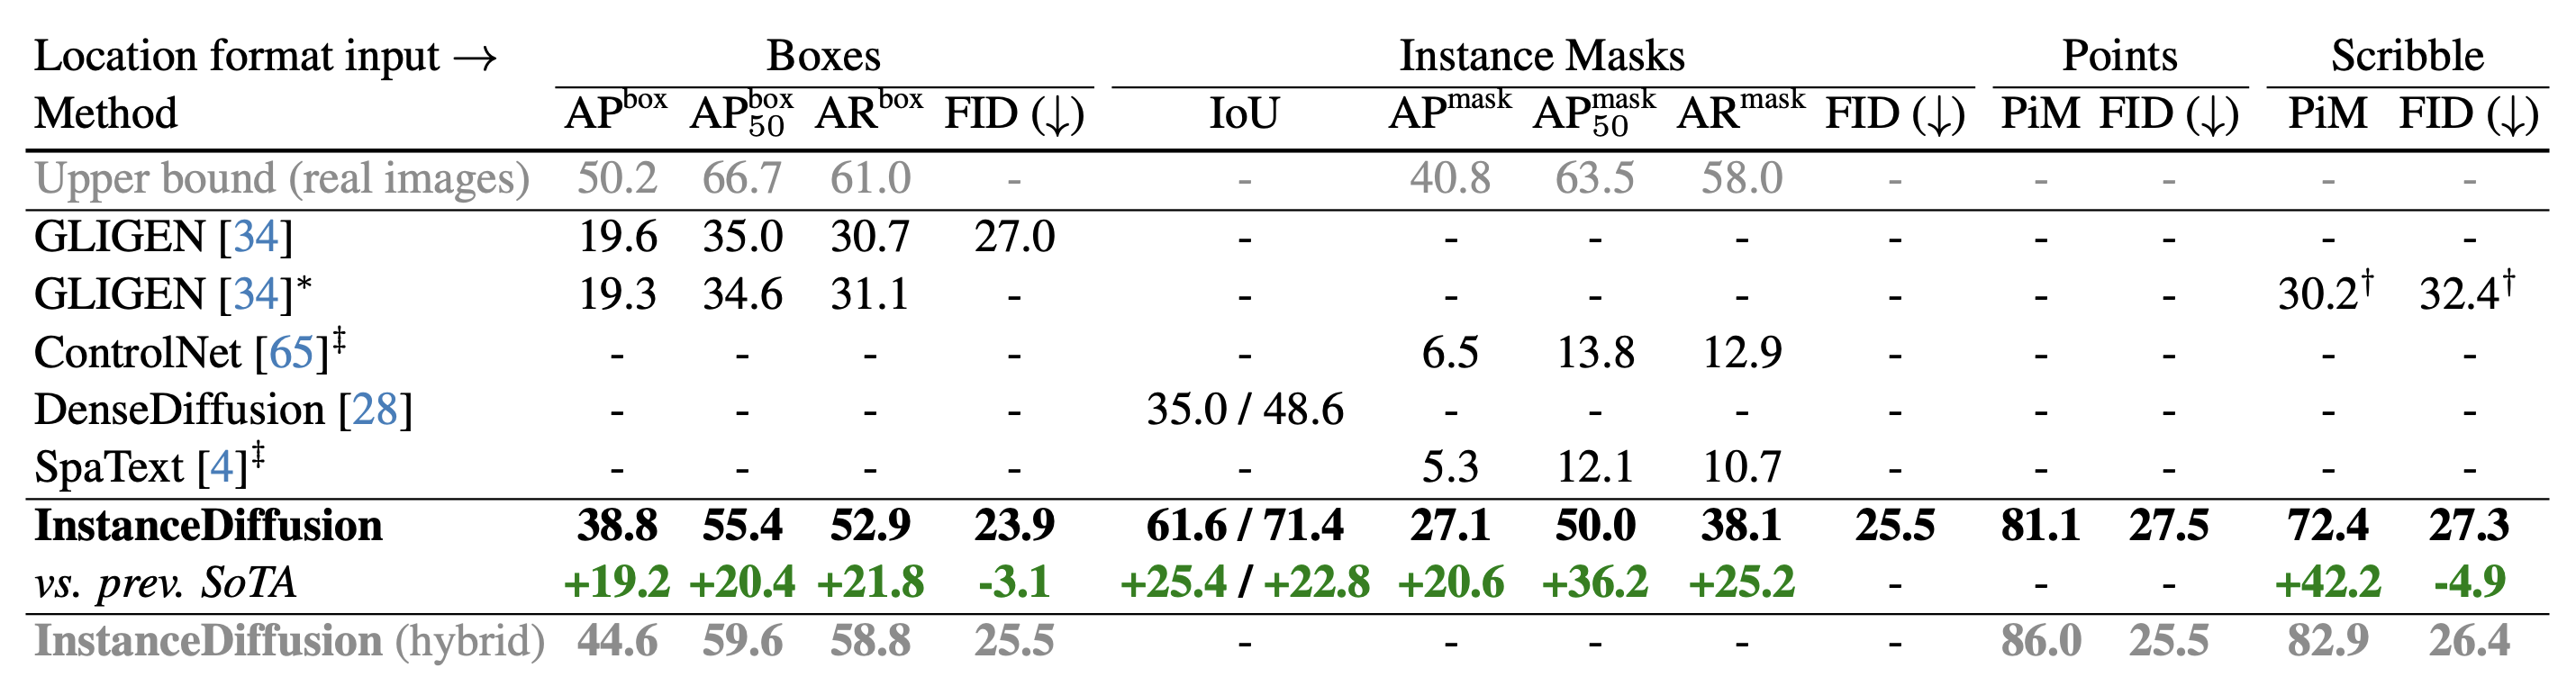 Location format input → Boxes Instance Masks Points Scribble
Method AP^box AP_50^box AR^box FID (↓) IoU AP^mask AP_50^mask AR^mask FID (↓) PiM FID (↓) PiM FID (↓)
Upper bound (real images) 50.2 66.7 61.0 - - 40.8 63.5 58.0 - - - - -
GLIGEN [34] 19.6 35.0 30.7 27.0 - - - - - - - - -
GLIGEN [34]* 19.3 34.6 31.1 - - - - - - - - 30.2† 32.4†
ControlNet [65]‡ - - - - - 6.5 13.8 12.9 - - - - -
DenseDiffusion [28] - - - - 35.0 / 48.6 - - - - - - - -
SpaText [4]‡ - - - - - 5.3 12.1 10.7 - - - - -
InstanceDiffusion 38.8 55.4 52.9 23.9 61.6 / 71.4 27.1 50.0 38.1 25.5 81.1 27.5 72.4 27.3
vs. prev. SoTA +19.2 +20.4 +21.8 -3.1 +25.4 / +22.8 +20.6 +36.2 +25.2 - - - +42.2 -4.9
InstanceDiffusion (hybrid) 44.6 59.6 58.8 25.5 - - - - - 86.0 25.5 82.9 26.4